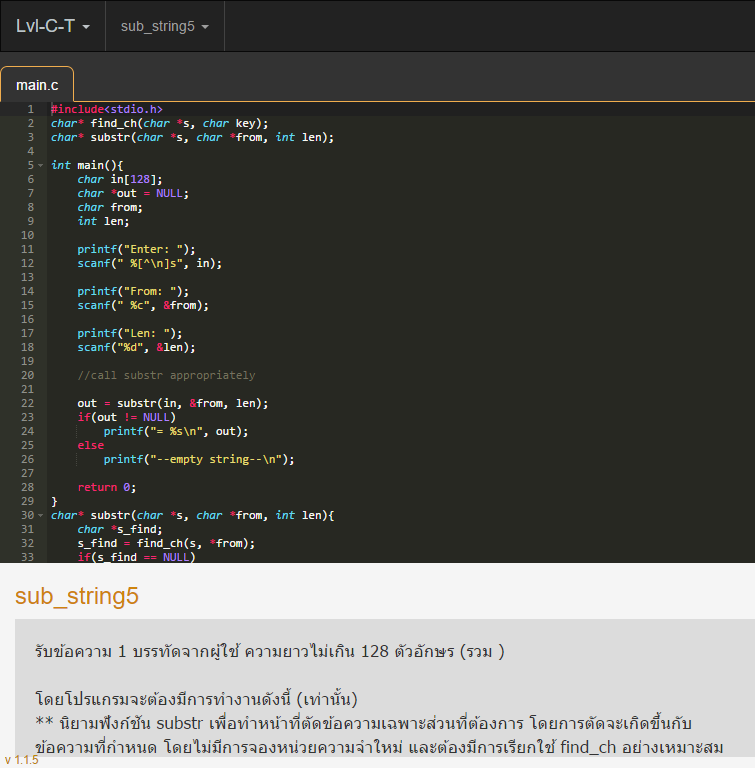 Lvl-C-T sub_string5
main.c
1 #include<stdio.h>
2 char* find_ch(char *s, char key);
3 char* substr(char *s, char *from, int len);
4
5 int main(){
6 char in[128];
7 char *out = NULL;
8 char from;
9 int len;
10
11 printf("Enter: ");
12 scanf(" %[^\n]s", in);
13
14 printf("From: ");
15 scanf(" %c", &from);
16
17 printf("Len: ");
18 scanf("%d", &len);
19
20 //call substr appropriately
21
22 out = substr(in, &from, len);
23 if(out != NULL)
24 printf("= %s\n", out);
25 else
26 printf("--empty string--\n");
27
28 return 0;
29 }
30 char* substr(char *s, char *from, int len){
31 char *s_find;
32 s_find = find_ch(s, *from);
33 if(s_find == NULL)
sub_string5
รับข้อความ 1 บรรทัดจากผู้ใช้ ความยาวไม่เกิน 128 ตัวอักษร (รวม )
โดยโปรแกรมจะต้องมีการทำงานดังนี้ (เท่านั้น)
** นิยามฟังก์ชัน substr เพื่อทำหน้าที่ตัดข้อความเฉพาะส่วนที่ต้องการ โดยการตัดจะเกิดขึ้นกับ
ข้อความที่กำหนด โดยไม่มีการจองหน่วยความจำใหม่ และต้องมีการเรียกใช้ find_ch อย่างเหมาะสม
v 1.1.5